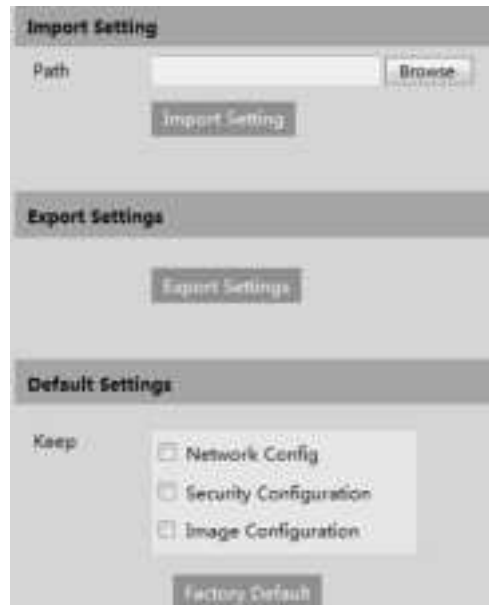 Import Setting
Path Browse
Import Setting
Export Settings
Export Settings
Default Settings
Keep
Network Config
Security Configuration
Image Configuration
Factory Default